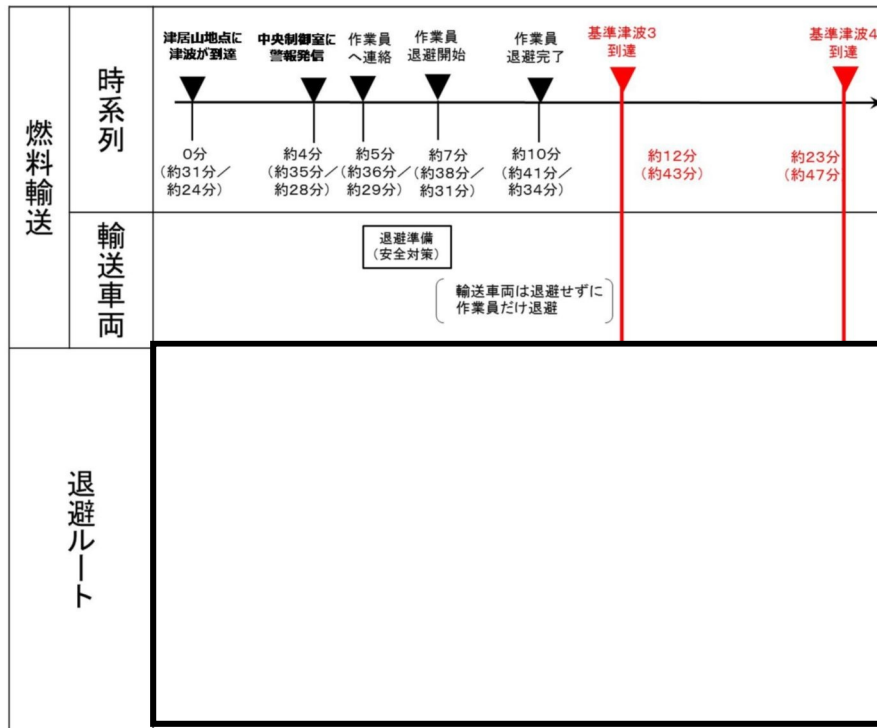 燃料輸送
時系列
津居山地点に
津波が到達
中央制御室に
警報発信
作業員
へ連絡
作業員
退避開始
作業員
退避完了
基準津波3
到達
基準津波4
到達
0分
(約31分/
約24分)
約4分
(約35分/
約28分)
約5分
(約36分/
約29分)
約7分
(約38分/
約31分)
約10分
(約41分/
約34分)
約12分
(約43分)
約23分
(約47分
輸送車両
退避準備
(安全対策)
輸送車両は退避せずに
作業員だけ退避
退避ルート